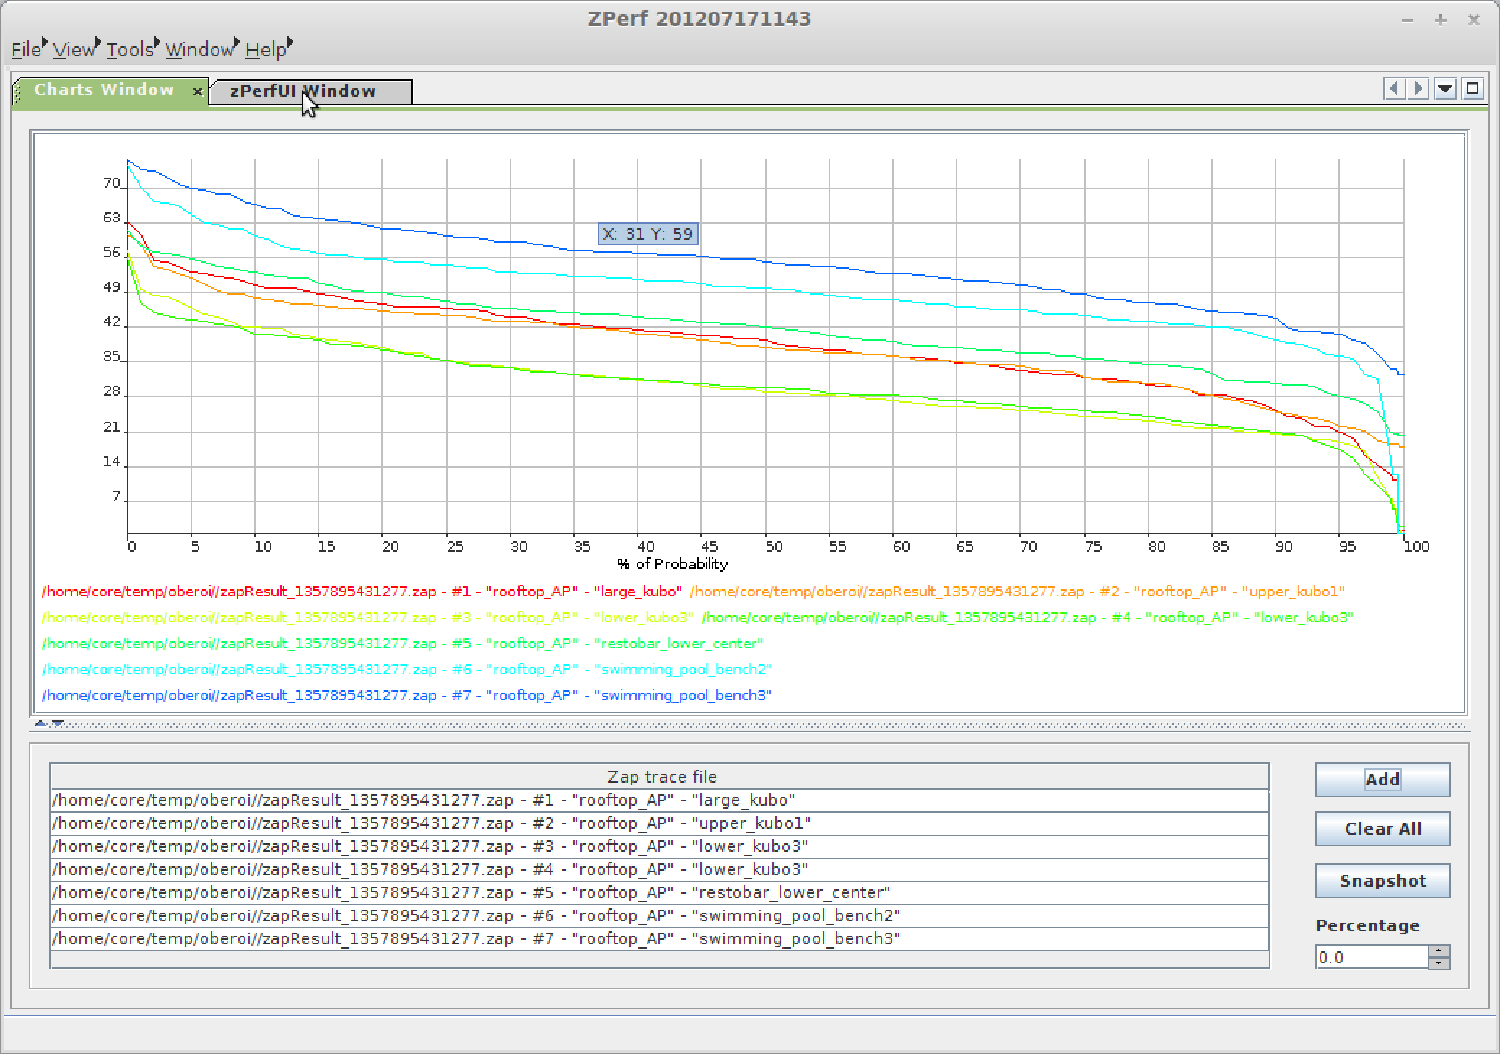 ZPerf 201207171143
File View Tools Window Help
Charts Window × zPerfUI Window
70
63
56
49
42
35
28
21
14
7
X: 31 Y: 59
0 5 10 15 20 25 30 35 40 45 50 55 60 65 70 75 80 85 90 95 100
% of Probability
/home/core/temp/oberoi//zapResult_1357895431277.zap - #1 - "rooftop_AP" - "large_kubo" /home/core/temp/oberoi//zapResult_1357895431277.zap - #2 - "rooftop_AP" - "upper_kubo1"
/home/core/temp/oberoi//zapResult_1357895431277.zap - #3 - "rooftop_AP" - "lower_kubo3" /home/core/temp/oberoi//zapResult_1357895431277.zap - #4 - "rooftop_AP" - "lower_kubo3"
/home/core/temp/oberoi//zapResult_1357895431277.zap - #5 - "rooftop_AP" - "restobar_lower_center"
/home/core/temp/oberoi//zapResult_1357895431277.zap - #6 - "rooftop_AP" - "swimming_pool_bench2"
/home/core/temp/oberoi//zapResult_1357895431277.zap - #7 - "rooftop_AP" - "swimming_pool_bench3"
Zap trace file
/home/core/temp/oberoi//zapResult_1357895431277.zap - #1 - "rooftop_AP" - "large_kubo"
/home/core/temp/oberoi//zapResult_1357895431277.zap - #2 - "rooftop_AP" - "upper_kubo1"
/home/core/temp/oberoi//zapResult_1357895431277.zap - #3 - "rooftop_AP" - "lower_kubo3"
/home/core/temp/oberoi//zapResult_1357895431277.zap - #4 - "rooftop_AP" - "lower_kubo3"
/home/core/temp/oberoi//zapResult_1357895431277.zap - #5 - "rooftop_AP" - "restobar_lower_center"
/home/core/temp/oberoi//zapResult_1357895431277.zap - #6 - "rooftop_AP" - "swimming_pool_bench2"
/home/core/temp/oberoi//zapResult_1357895431277.zap - #7 - "rooftop_AP" - "swimming_pool_bench3"
Add
Clear All
Snapshot
Percentage
0.0